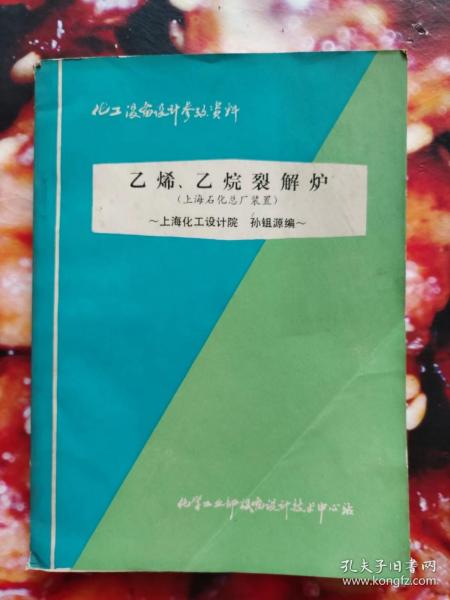 化工设备设计参考资料
乙烯、乙烷裂解炉
（上海石化总厂装置）
～上海化工设计院 孙钼源编～
化学工业部设备设计技术中心站
孔夫子旧书网
www.kongfz.com